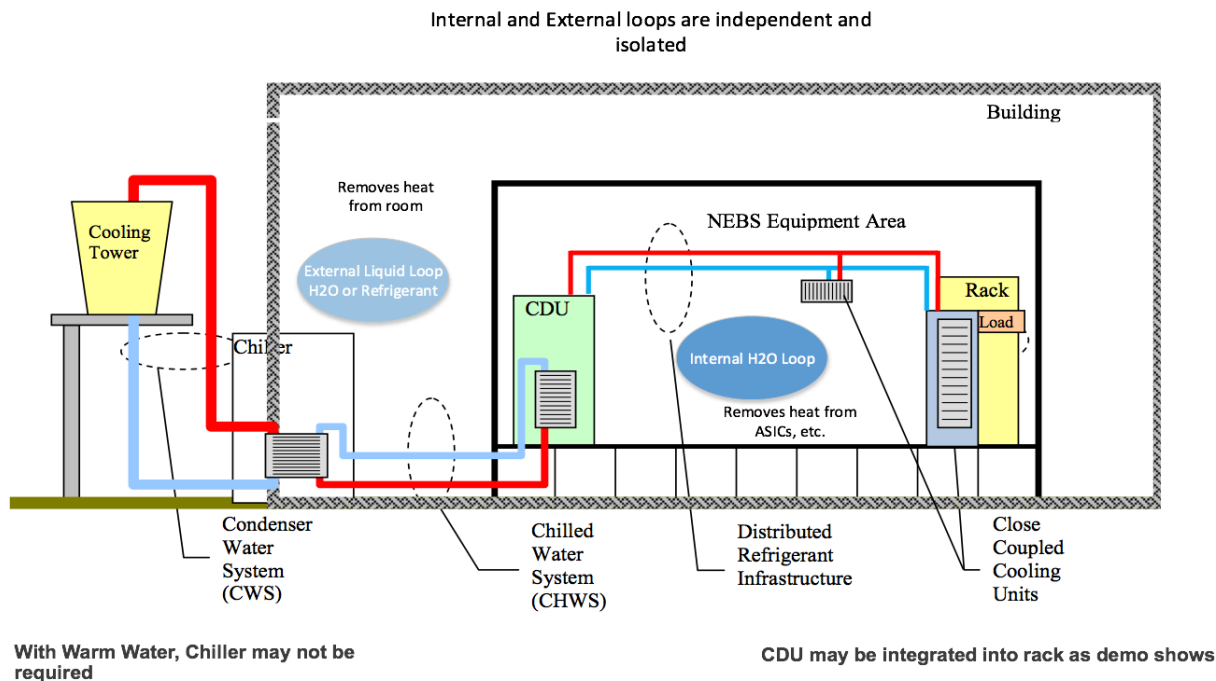 Internal and External loops are independent and
isolated
Building
Removes heat
from room
NEBS Equipment Area
Cooling
Tower
External Liquid Loop
H2O or Refrigerant
CDU
Rack
Load
Chiller
Internal H2O Loop
Removes heat from
ASICs, etc.
Condenser
Water
System
(CWS)
Chilled
Water
System
(CHWS)
Distributed
Refrigerant
Infrastructure
Close
Coupled
Cooling
Units
With Warm Water, Chiller may not be
required
CDU may be integrated into rack as demo shows